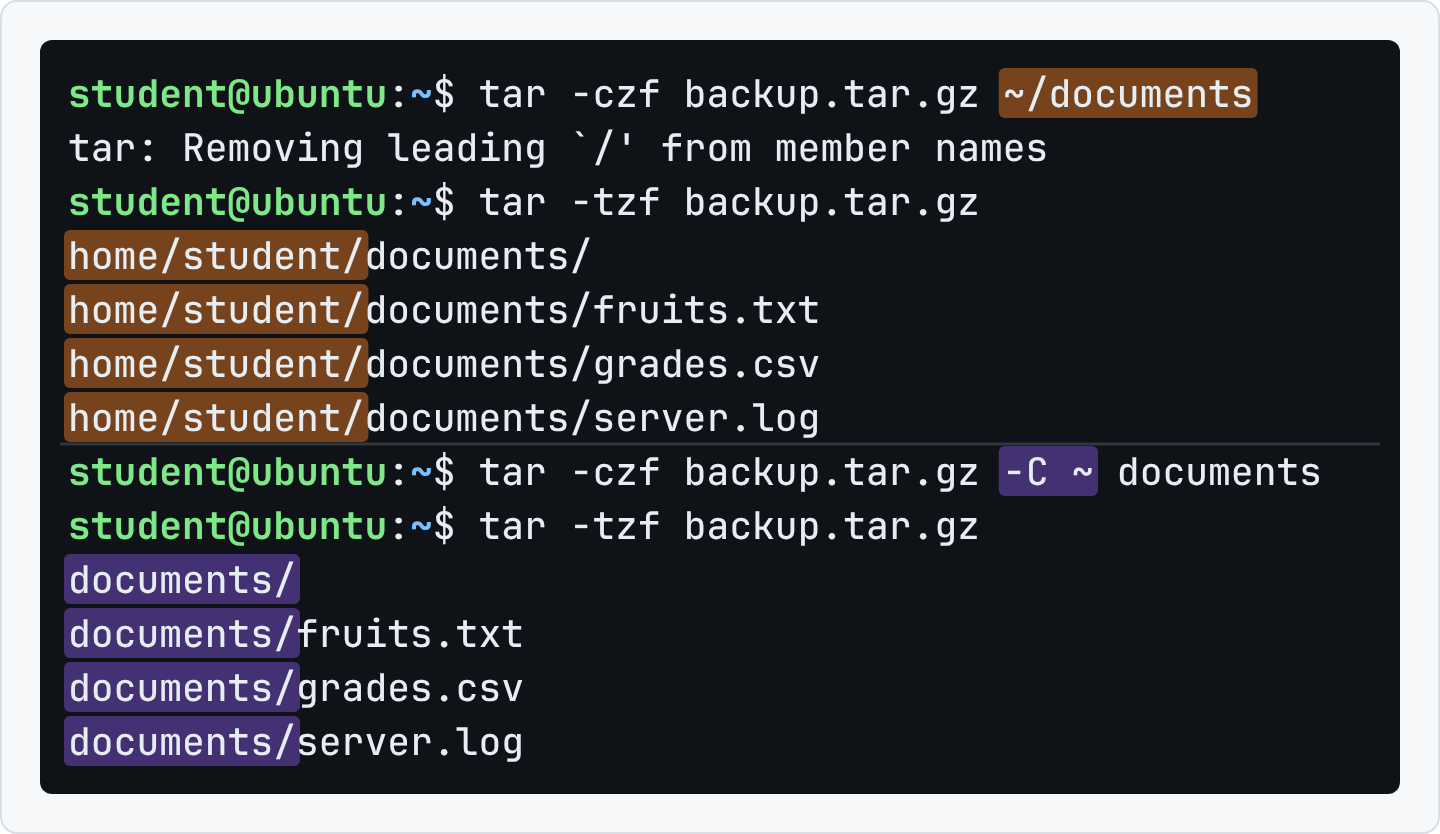 student@ubuntu:~$ tar -czf backup.tar.gz ~/documents
tar: Removing leading `/' from member names
student@ubuntu:~$ tar -tzf backup.tar.gz
home/student/documents/
home/student/documents/fruits.txt
home/student/documents/grades.csv
home/student/documents/server.log
student@ubuntu:~$ tar -czf backup.tar.gz -C ~ documents
student@ubuntu:~$ tar -tzf backup.tar.gz
documents/
documents/fruits.txt
documents/grades.csv
documents/server.log